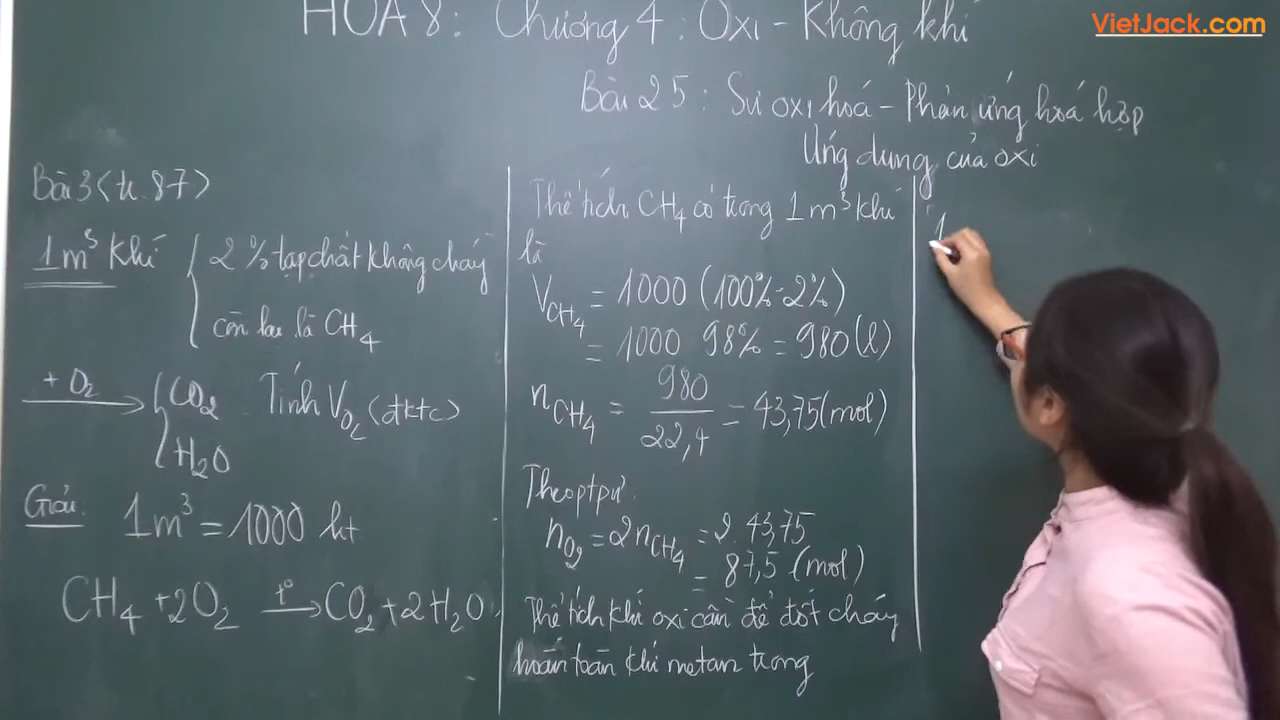 VietJack.com
HOÁ 8: Chương 4: Oxi - Không khí
Bài 25: Sự oxi hoá - Phản ứng hoá hợp
Ứng dụng của oxi
Bài 3 <tr.87>
1m³ khí { 2% tạp chất không cháy
còn lại là CH₄
+ O₂ → { CO₂
H₂O
Tính V_O₂ (đktc)
Giải:
1m³ = 1000 lít
CH₄ + 2O₂ —t°→ CO₂ + 2H₂O
Thể tích CH₄ có trong 1m³ khí
là
V_CH₄ = 1000 (100% - 2%)
= 1000 98% = 980 (l)
n_CH₄ = 980/22,4 = 43,75 (mol)
Theo ptpư
n_O₂ = 2n_CH₄ = 2.43,75
= 87,5 (mol)
Thể tích khí oxi cần để đốt cháy
hoàn toàn khí metan trong
1